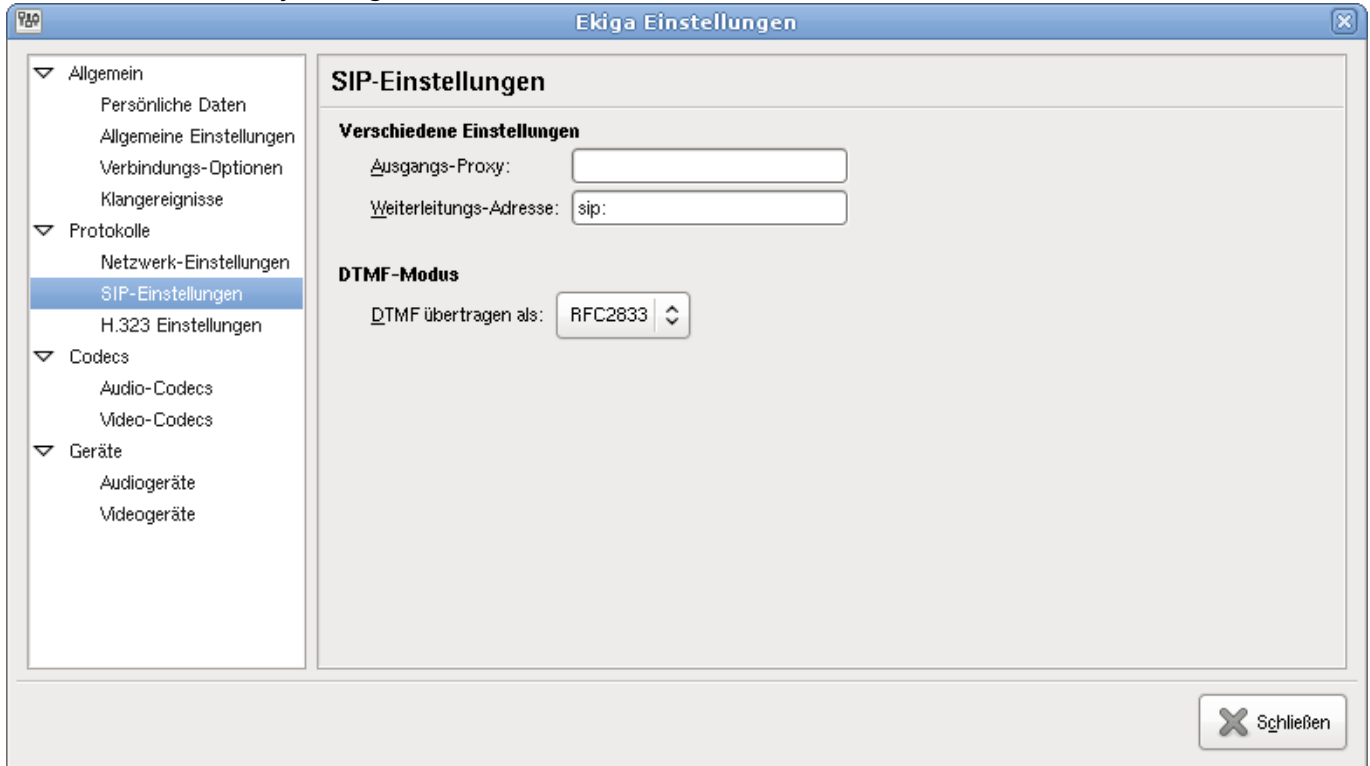 Ekiga Einstellungen
Allgemein
Persönliche Daten
Allgemeine Einstellungen
Verbindungs-Optionen
Klangereignisse
Protokolle
Netzwerk-Einstellungen
SIP-Einstellungen
H.323 Einstellungen
Codecs
Audio-Codecs
Video-Codecs
Geräte
Audiogeräte
Videogeräte
SIP-Einstellungen
Verschiedene Einstellungen
Ausgangs-Proxy:
Weiterleitungs-Adresse: sip:
DTMF-Modus
DTMF übertragen als: RFC2833
Schließen